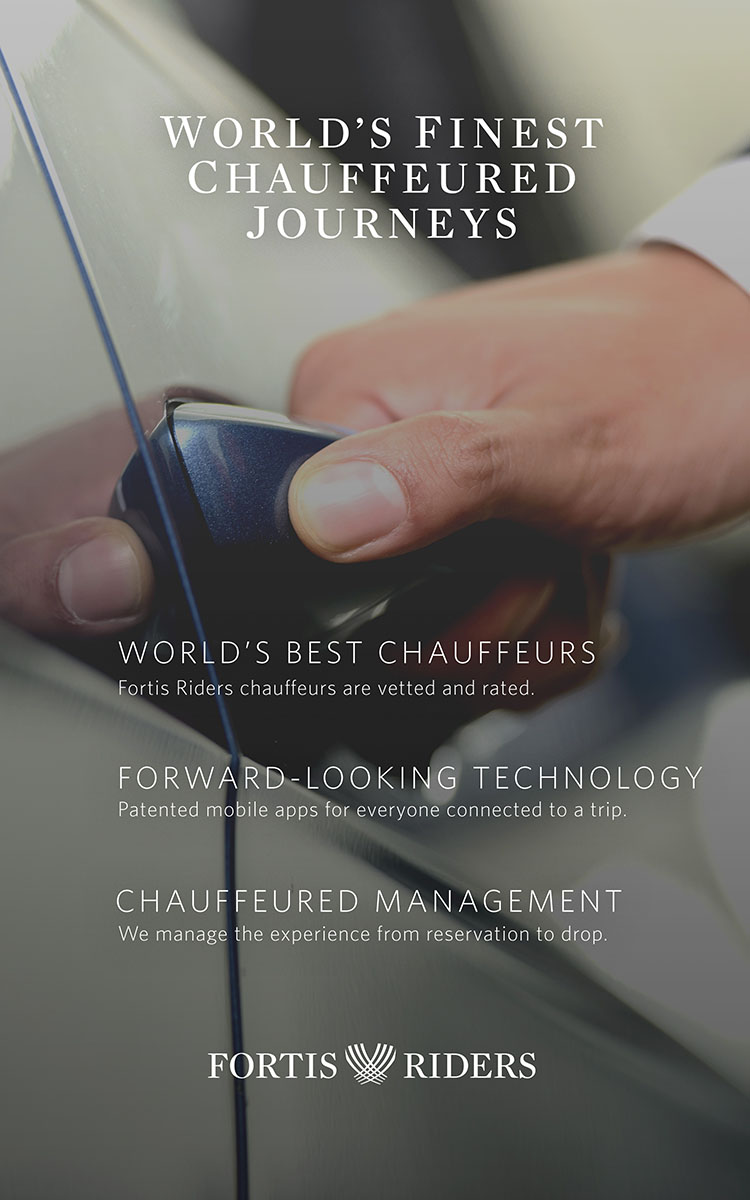 WORLD'S FINEST
CHAUFFEURED
JOURNEYS
WORLD'S BEST CHAUFFEURS
Fortis Riders chauffeurs are vetted and rated.
FORWARD-LOOKING TECHNOLOGY
Patented mobile apps for everyone connected to a trip.
CHAUFFEURED MANAGEMENT
We manage the experience from reservation to drop.
FORTIS RIDERS